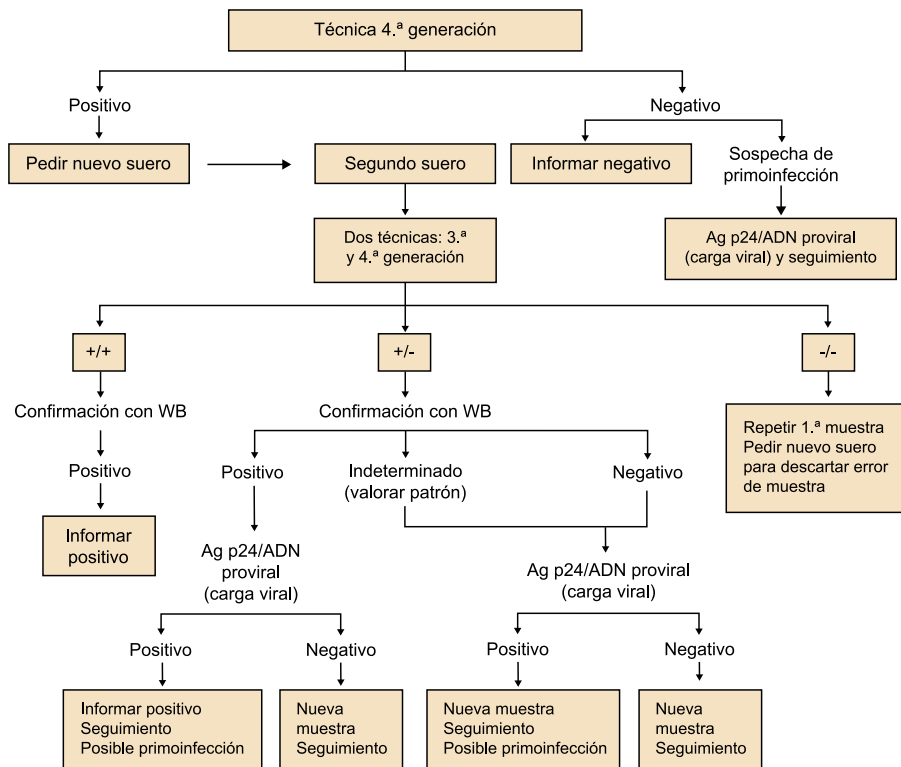 Técnica 4.ª generación
Positivo
Negativo
Pedir nuevo suero
Segundo suero
Informar negativo
Sospecha de
primoinfección
Dos técnicas: 3.ª
y 4.ª generación
Ag p24/ADN proviral
(carga viral) y seguimiento
+/+
+/-
-/-
Confirmación con WB
Confirmación con WB
Repetir 1.ª muestra
Pedir nuevo suero
para descartar error
de muestra
Positivo
Positivo
Indeterminado
(valorar patrón)
Negativo
Informar
positivo
Ag p24/ADN
proviral
(carga viral)
Ag p24/ADN proviral
(carga viral)
Positivo
Negativo
Positivo
Negativo
Informar positivo
Seguimiento
Posible primoinfección
Nueva
muestra
Seguimiento
Nueva muestra
Seguimiento
Posible primoinfección
Nueva
muestra
Seguimiento